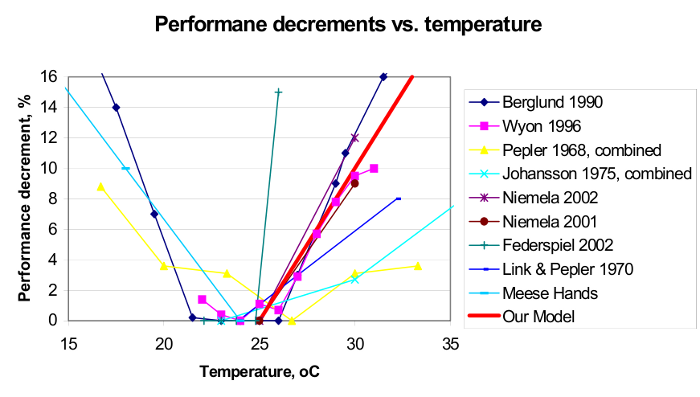 Performane decrements vs. temperature
Performance decrement, %
16
14
12
10
8
6
4
2
0
15
20
25
30
35
Temperature, oC
Berglund 1990
Wyon 1996
Pepler 1968, combined
Johansson 1975, combined
Niemela 2002
Niemela 2001
Federspiel 2002
Link & Pepler 1970
Meese Hands
Our Model